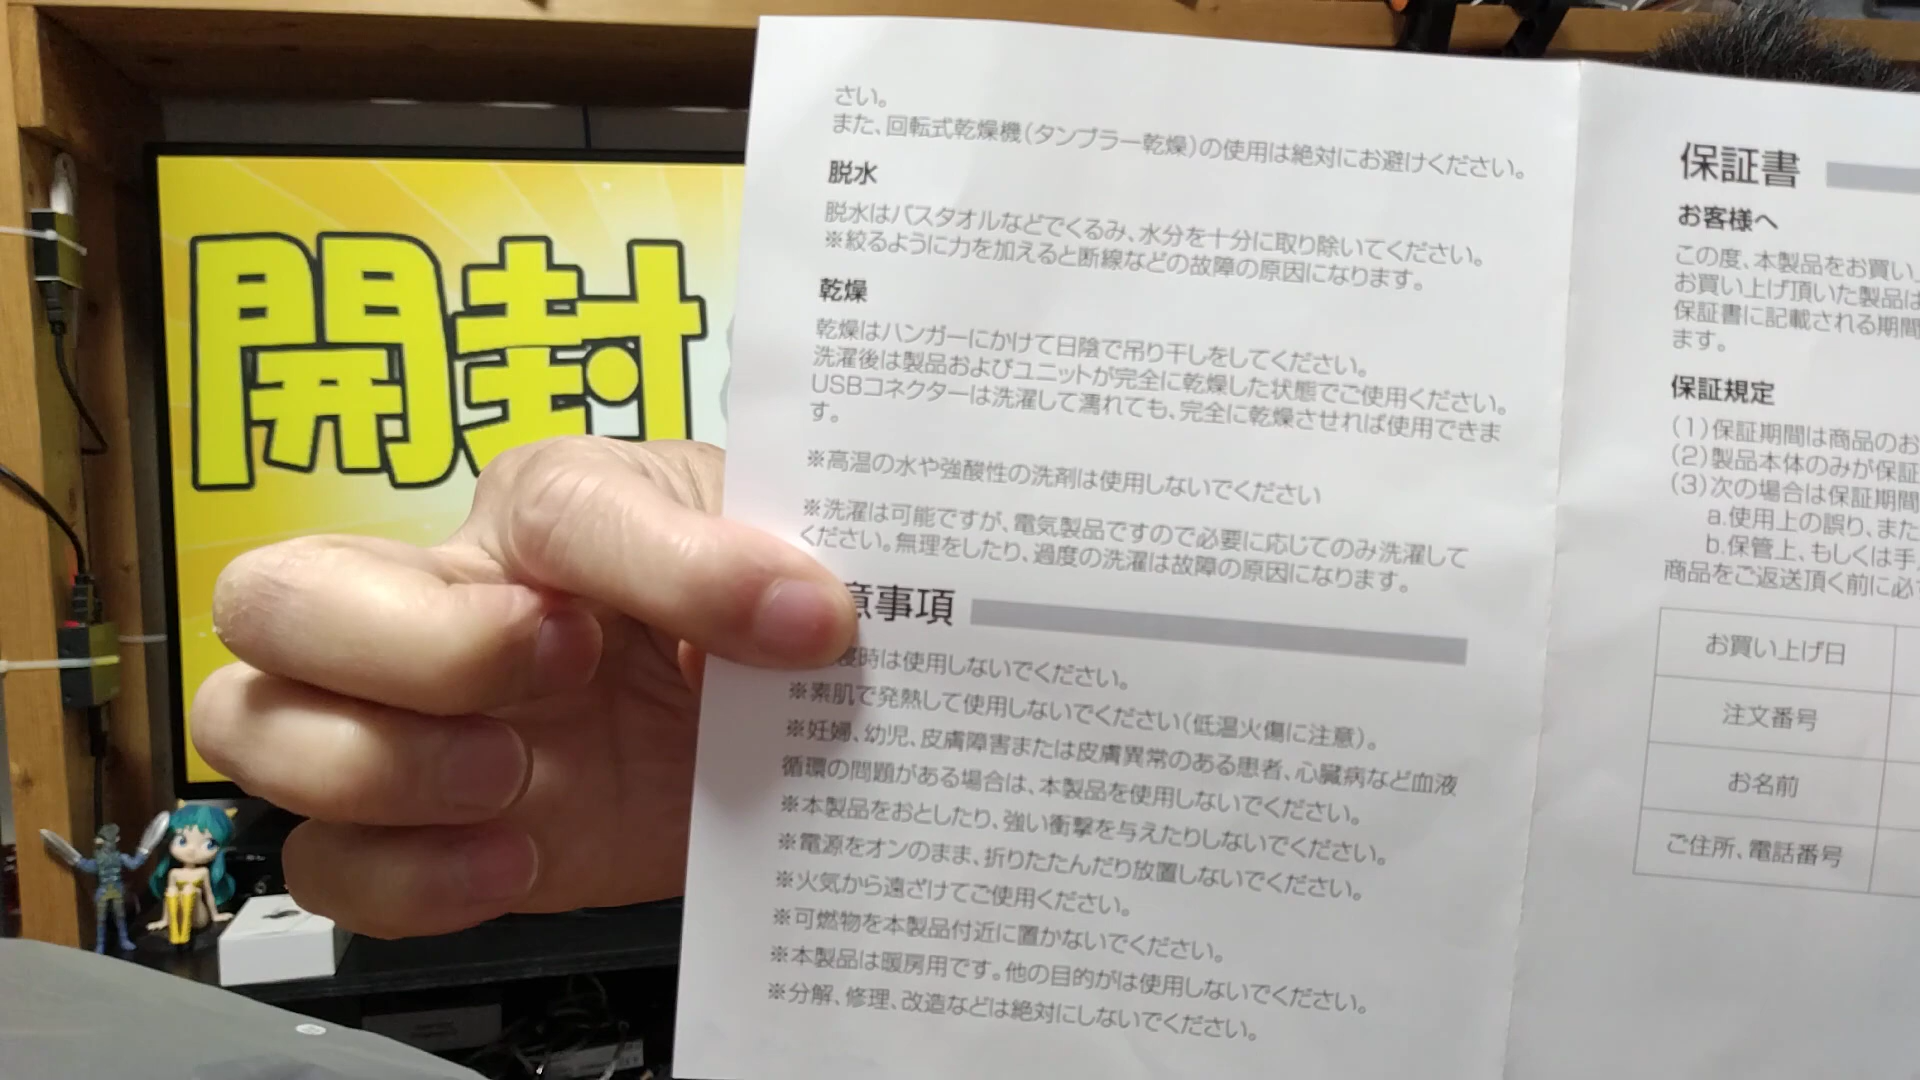 開封
さい。
また、回転式乾燥機(タンブラー乾燥)の使用は絶対にお避けください。
脱水
脱水はバスタオルなどでくるみ、水分を十分に取り除いてください。
※絞るように力を加えると断線などの故障の原因になります。
乾燥
乾燥はハンガーにかけて日陰で吊り干しをしてください。
洗濯後は製品およびユニットが完全に乾燥した状態でご使用ください。
USBコネクターは洗濯して濡れても、完全に乾燥させれば使用できま
す。
※高温の水や強酸性の洗剤は使用しないでください
※洗濯は可能ですが、電気製品ですので必要に応じてのみ洗濯して
ください。無理をしたり、過度の洗濯は故障の原因になります。
意事項
寝時は使用しないでください。
※素肌で発熱して使用しないでください(低温火傷に注意)。
※妊婦、幼児、皮膚障害または皮膚異常のある患者、心臓病など血液
循環の問題がある場合は、本製品を使用しないでください。
※本製品をおとしたり、強い衝撃を与えたりしないでください。
※電源をオンのまま、折りたたんだり放置しないでください。
※火気から遠ざけてご使用ください。
※可燃物を本製品付近に置かないでください。
※本製品は暖房用です。他の目的がは使用しないでください。
※分解、修理、改造などは絶対にしないでください。
保証書
お客様へ
この度、本製品をお買い
お買い上げ頂いた製品は
保証書に記載される期間
ます。
保証規定
(1)保証期間は商品のお
(2)製品本体のみが保証
(3)次の場合は保証期間
a.使用上の誤り、また
b.保管上、もしくは手
商品をご返送頂く前に必
お買い上げ日
注文番号
お名前
ご住所、電話番号